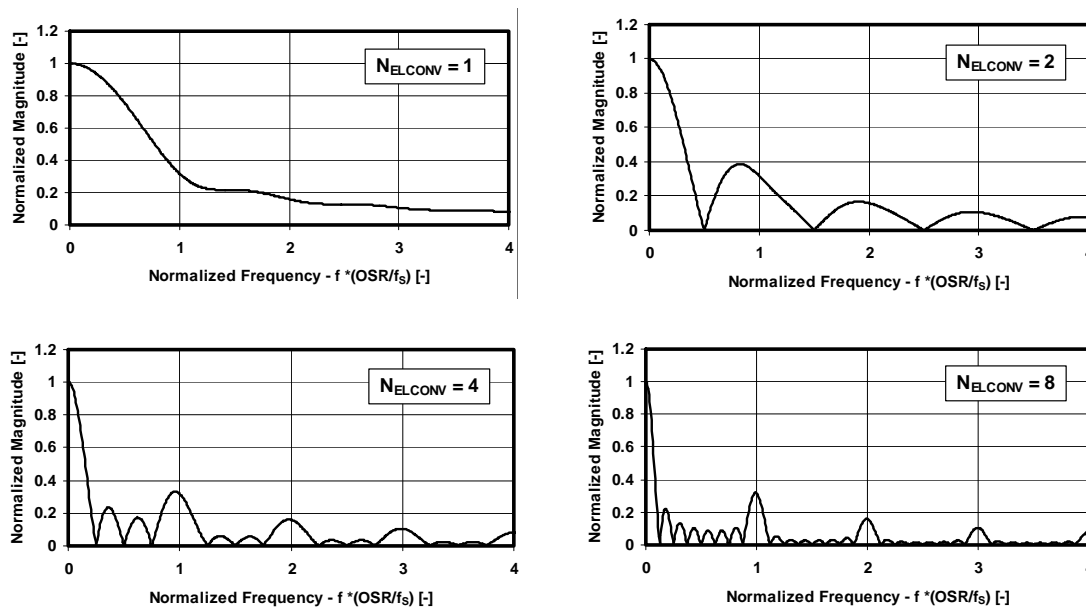 Normalized Magnitude [-]
1.2
1
0.8
0.6
0.4
0.2
0
N_ELCONV = 1
0 1 2 3 4
Normalized Frequency - f *(OSR/f_S) [-]
Normalized Magnitude [-]
1.2
1
0.8
0.6
0.4
0.2
0
N_ELCONV = 2
0 1 2 3 4
Normalized Frequency - f *(OSR/f_S) [-]
Normalized Magnitude [-]
1.2
1
0.8
0.6
0.4
0.2
0
N_ELCONV = 4
0 1 2 3 4
Normalized Frequency - f *(OSR/f_S) [-]
Normalized Magnitude [-]
1.2
1
0.8
0.6
0.4
0.2
0
N_ELCONV = 8
0 1 2 3 4
Normalized Frequency - f *(OSR/f_S) [-]